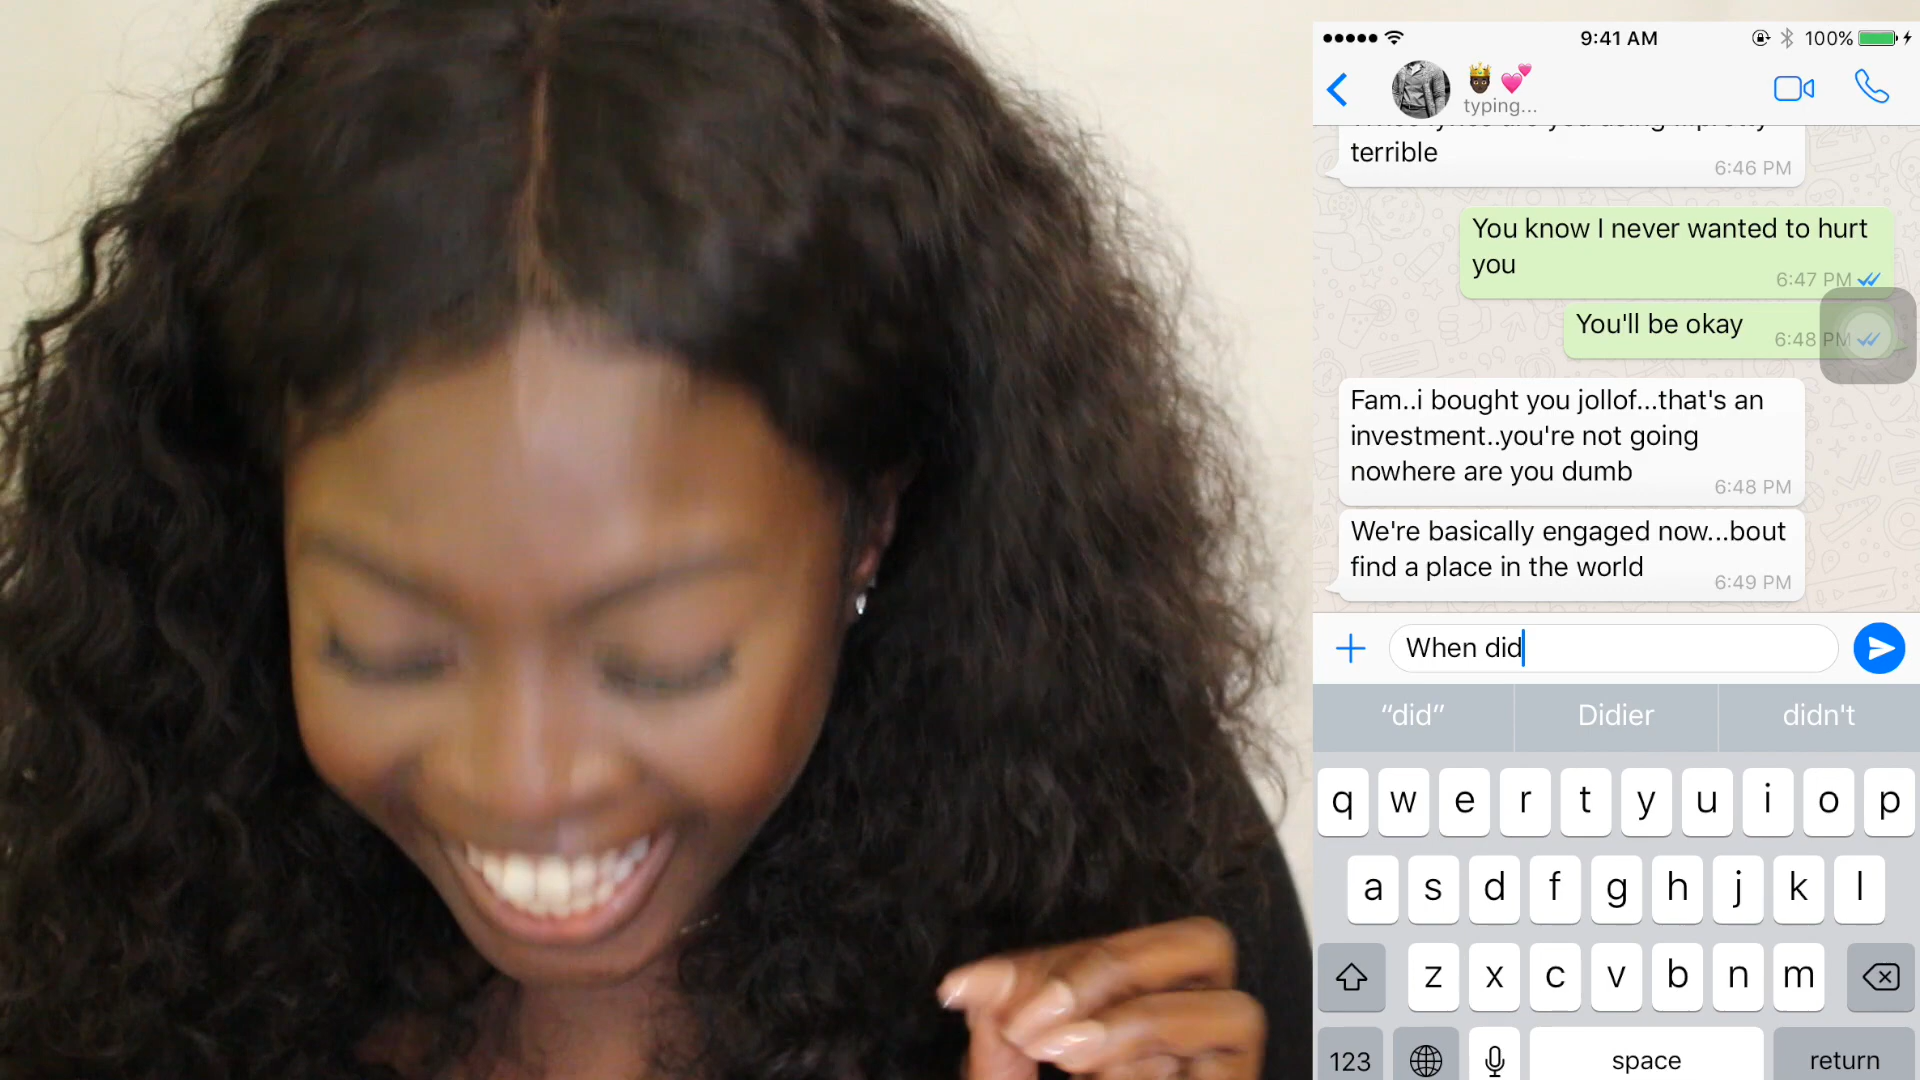 9:41 AM
100%
typing...
terrible
6:46 PM
You know I never wanted to hurt
you
6:47 PM
You'll be okay
6:48 PM
Fam..i bought you jollof...that's an
investment..you're not going
nowhere are you dumb
6:48 PM
We're basically engaged now...bout
find a place in the world
6:49 PM
When did
“did” Didier didn't
q w e r t y u i o p
a s d f g h j k l
z x c v b n m
123 space return